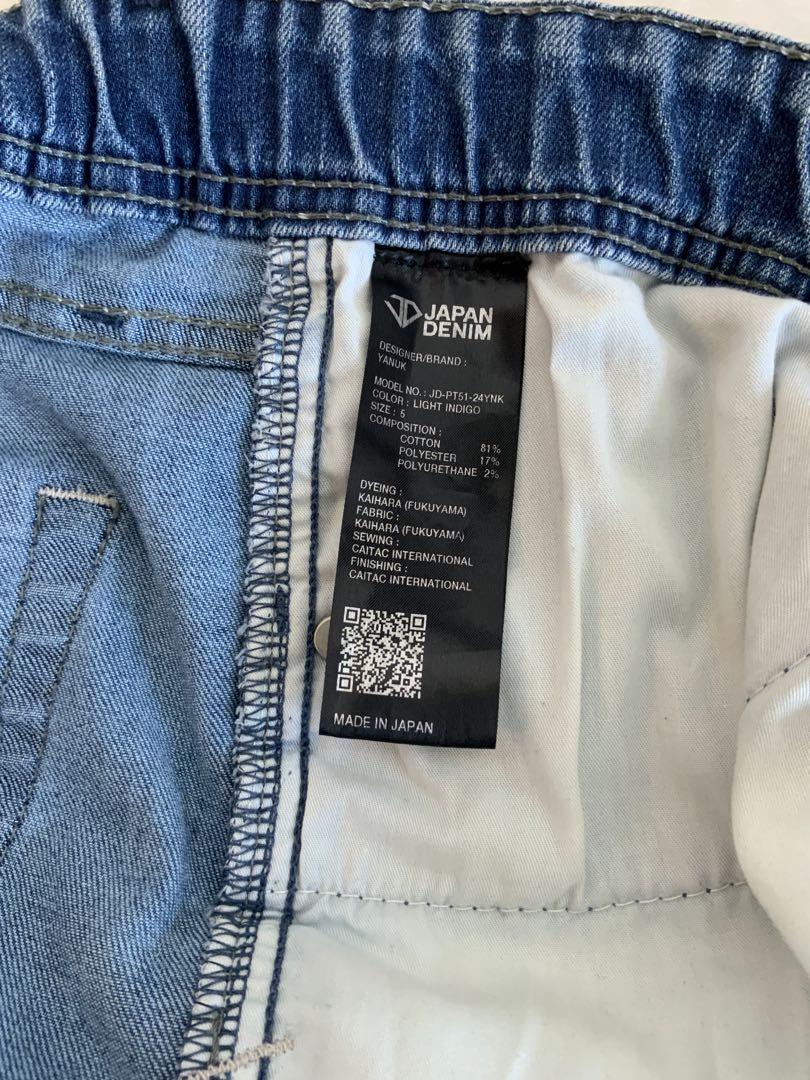 JAPAN
DENIM
DESIGNER/BRAND :
YANUK
MODEL NO. : JD-PT51-24YNK
COLOR : LIGHT INDIGO
SIZE : 5
COMPOSITION :
COTTON 81%
POLYESTER 17%
POLYURETHANE 2%
DYEING :
KAIHARA (FUKUYAMA)
FABRIC :
KAIHARA (FUKUYAMA)
SEWING :
CAITAC INTERNATIONAL
FINISHING :
CAITAC INTERNATIONAL
MADE IN JAPAN